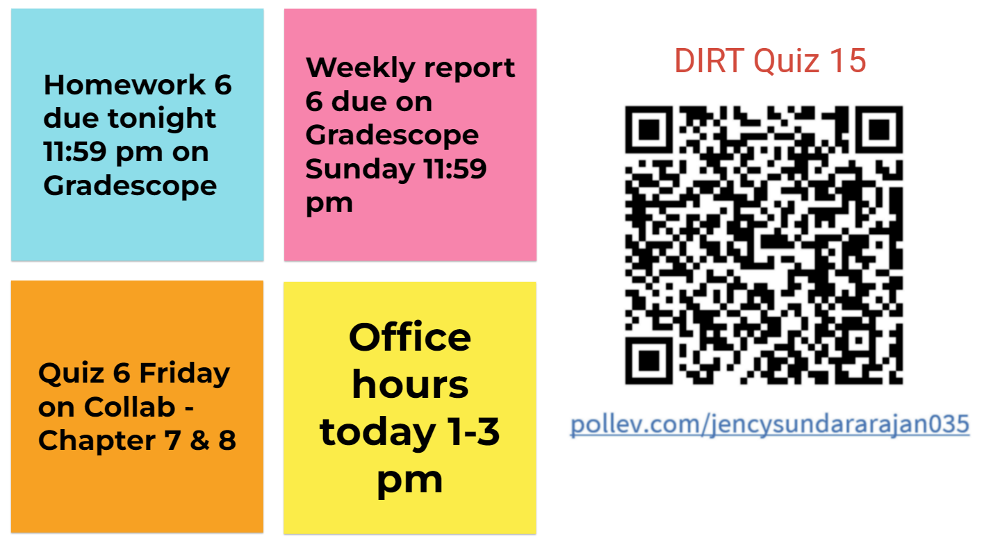 Homework 6
due tonight
11:59 pm on
Gradescope
Weekly report
6 due on
Gradescope
Sunday 11:59
pm
Quiz 6 Friday
on Collab -
Chapter 7 & 8
Office
hours
today 1-3
pm
DIRT Quiz 15
pollev.com/jencysundararajan035